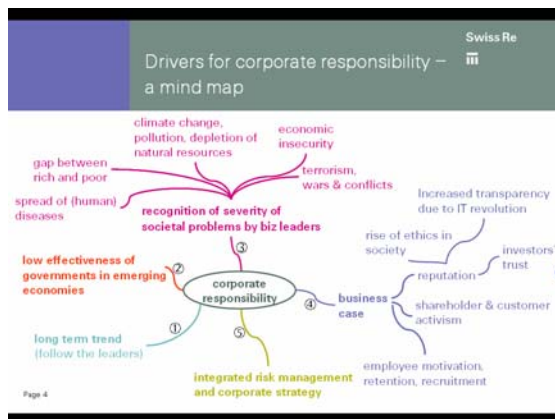 Swiss Re
Drivers for corporate responsibility –
a mind map
climate change,
pollution, depletion of
natural resources
economic
insecurity
gap between
rich and poor
terrorism,
wars & conflicts
spread of (human)
diseases
recognition of severity of
societal problems by biz leaders
Increased transparency
due to IT revolution
rise of ethics in
society
investors'
trust
reputation
low effectiveness of
governments in emerging
economies
②
③
corporate
responsibility
④
business
case
shareholder & customer
activism
①
long term trend
(follow the leaders)
⑤
integrated risk management
and corporate strategy
employee motivation,
retention, recruitment
Page 4